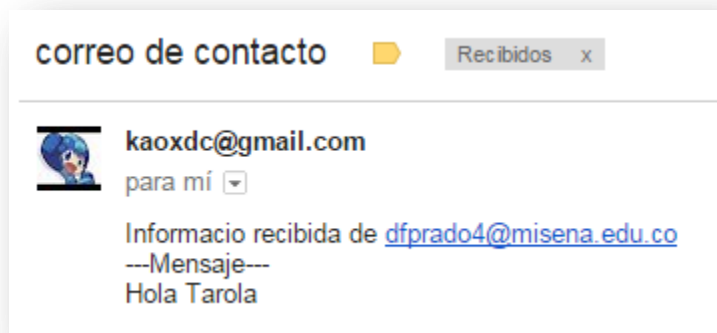 correo de contacto
Recibidos x
kaoxdc@gmail.com
para mí
Informacio recibida de dfprado4@misena.edu.co
---Mensaje---
Hola Tarola